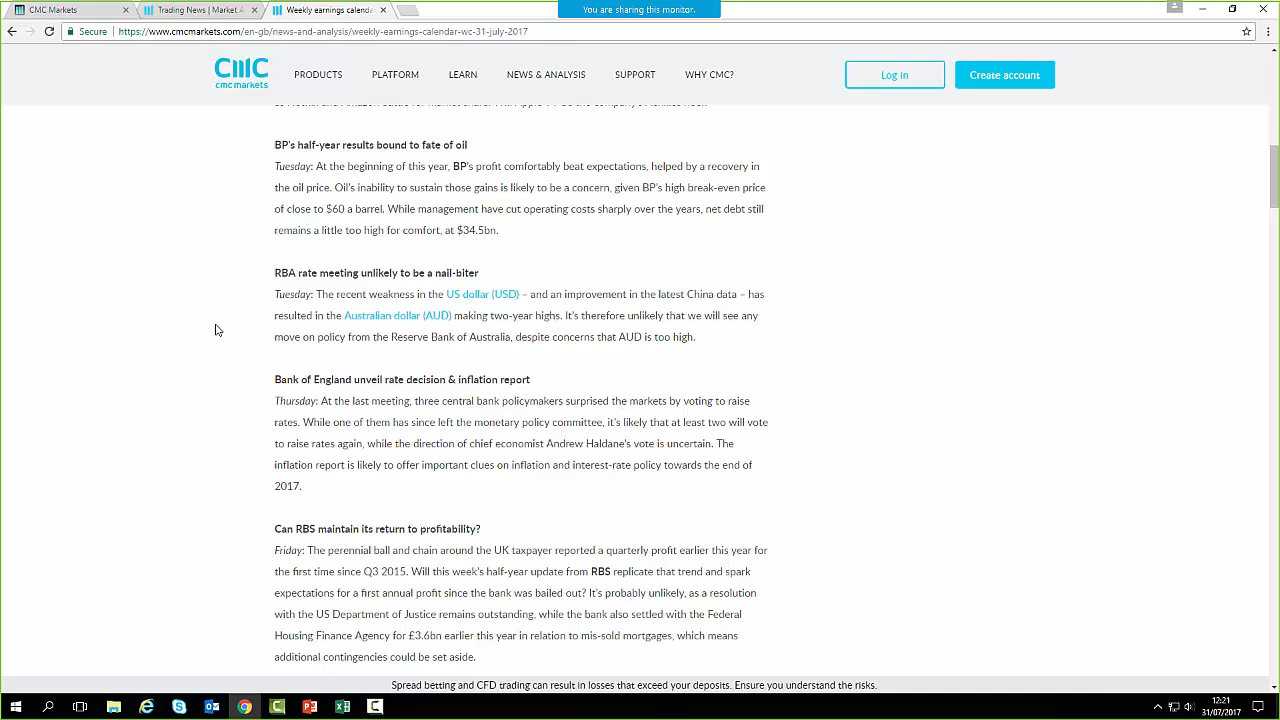 CMC Markets
Trading News | Market A
Weekly earnings calenda
You are sharing this monitor.
Secure
https://www.cmcmarkets.com/en-gb/news-and-analysis/weekly-earnings-calendar-wc-31-july-2017
cmc markets
PRODUCTS PLATFORM LEARN NEWS & ANALYSIS SUPPORT WHY CMC?
Log in
Create account
BP's half-year results bound to fate of oil
Tuesday: At the beginning of this year, BP's profit comfortably beat expectations, helped by a recovery in
the oil price. Oil's inability to sustain those gains is likely to be a concern, given BP's high break-even price
of close to $60 a barrel. While management have cut operating costs sharply over the years, net debt still
remains a little too high for comfort, at $34.5bn.
RBA rate meeting unlikely to be a nail-biter
Tuesday: The recent weakness in the US dollar (USD) – and an improvement in the latest China data – has
resulted in the Australian dollar (AUD) making two-year highs. It's therefore unlikely that we will see any
move on policy from the Reserve Bank of Australia, despite concerns that AUD is too high.
Bank of England unveil rate decision & inflation report
Thursday: At the last meeting, three central bank policymakers surprised the markets by voting to raise
rates. While one of them has since left the monetary policy committee, it's likely that at least two will vote
to raise rates again, while the direction of chief economist Andrew Haldane's vote is uncertain. The
inflation report is likely to offer important clues on inflation and interest-rate policy towards the end of
2017.
Can RBS maintain its return to profitability?
Friday: The perennial ball and chain around the UK taxpayer reported a quarterly profit earlier this year for
the first time since Q3 2015. Will this week's half-year update from RBS replicate that trend and spark
expectations for a first annual profit since the bank was bailed out? It's probably unlikely, as a resolution
with the US Department of Justice remains outstanding, while the bank also settled with the Federal
Housing Finance Agency for £3.6bn earlier this year in relation to mis-sold mortgages, which means
additional contingencies could be set aside.
Spread betting and CFD trading can result in losses that exceed your deposits. Ensure you understand the risks.
12:21
31/07/2017